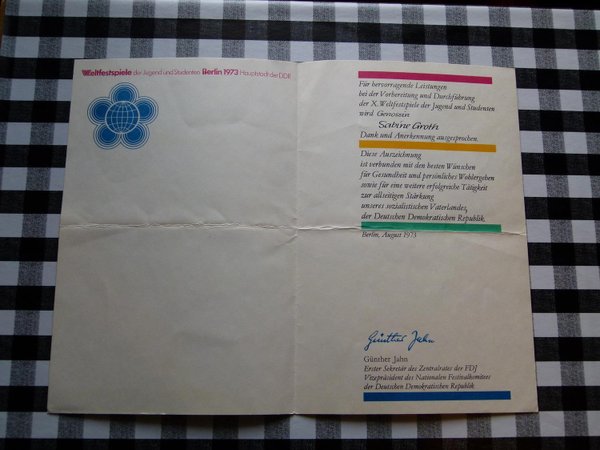 Weltfestspiele der Jugend und Studenten Berlin 1973 Hauptstadt der DDR
Für hervorragende Leistungen
bei der Vorbereitung und Durchführung
der X. Weltfestspiele der Jugend und Studenten
wird Genossin
Sabine Groth
Dank und Anerkennung ausgesprochen.
Diese Auszeichnung
ist verbunden mit den besten Wünschen
für Gesundheit und persönliches Wohlergehen
sowie für eine weitere erfolgreiche Tätigkeit
zur allseitigen Stärkung
unseres sozialistischen Vaterlandes,
der Deutschen Demokratischen Republik.
Berlin, August 1973
Günther Jahn
Günther Jahn
Erster Sekretär des Zentralrates der FDJ
Vizepräsident des Nationalen Festivalkomitees
der Deutschen Demokratischen Republik